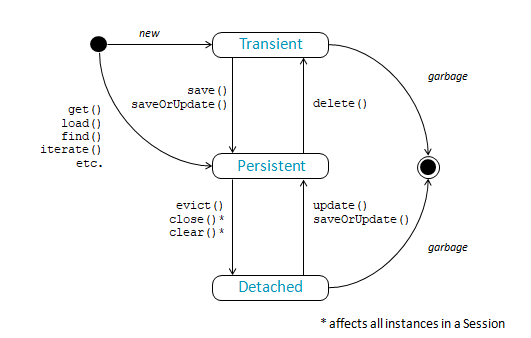 new
Transient
garbage
save()
saveOrUpdate()
delete()
get()
load()
find()
iterate()
etc.
Persistent
evict()
close()*
clear()*
update()
saveOrUpdate()
garbage
Detached
* affects all instances in a Session